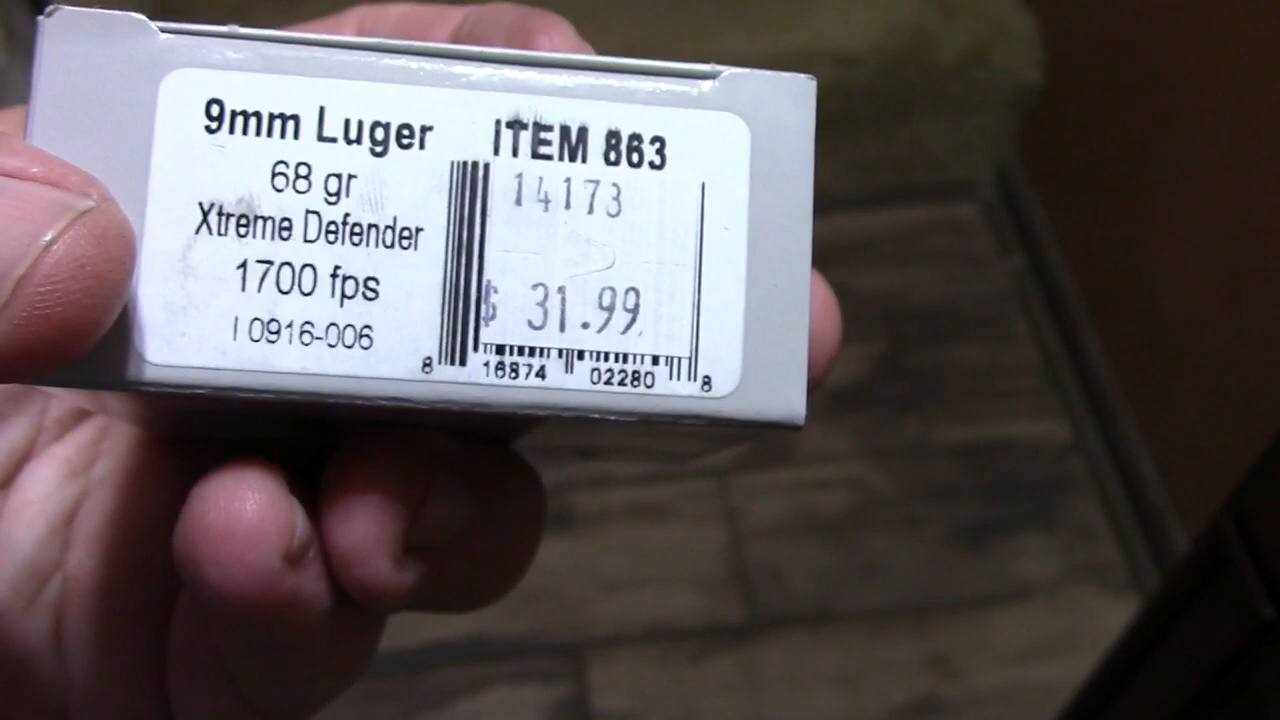 9mm Luger
68 gr
Xtreme Defender
1700 fps
I 0916-006
ITEM 863
14173
$ 31.99
8 16874 02280 8